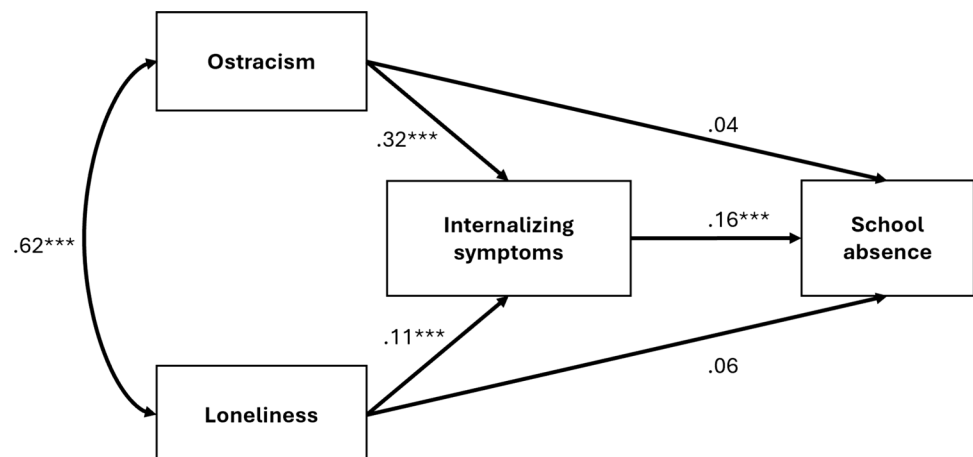 Ostracism
.04
.32***
Internalizing
symptoms
.16***
School
absence
.62***
.11***
.06
Loneliness